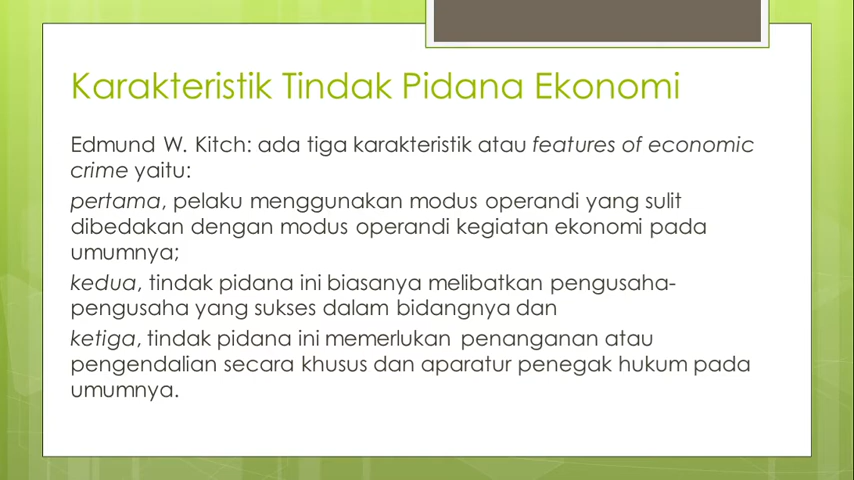 Karakteristik Tindak Pidana Ekonomi
Edmund W. Kitch: ada tiga karakteristik atau features of economic
crime yaitu:
pertama, pelaku menggunakan modus operandi yang sulit
dibedakan dengan modus operandi kegiatan ekonomi pada
umumnya;
kedua, tindak pidana ini biasanya melibatkan pengusaha-
pengusaha yang sukses dalam bidangnya dan
ketiga, tindak pidana ini memerlukan penanganan atau
pengendalian secara khusus dan aparatur penegak hukum pada
umumnya.